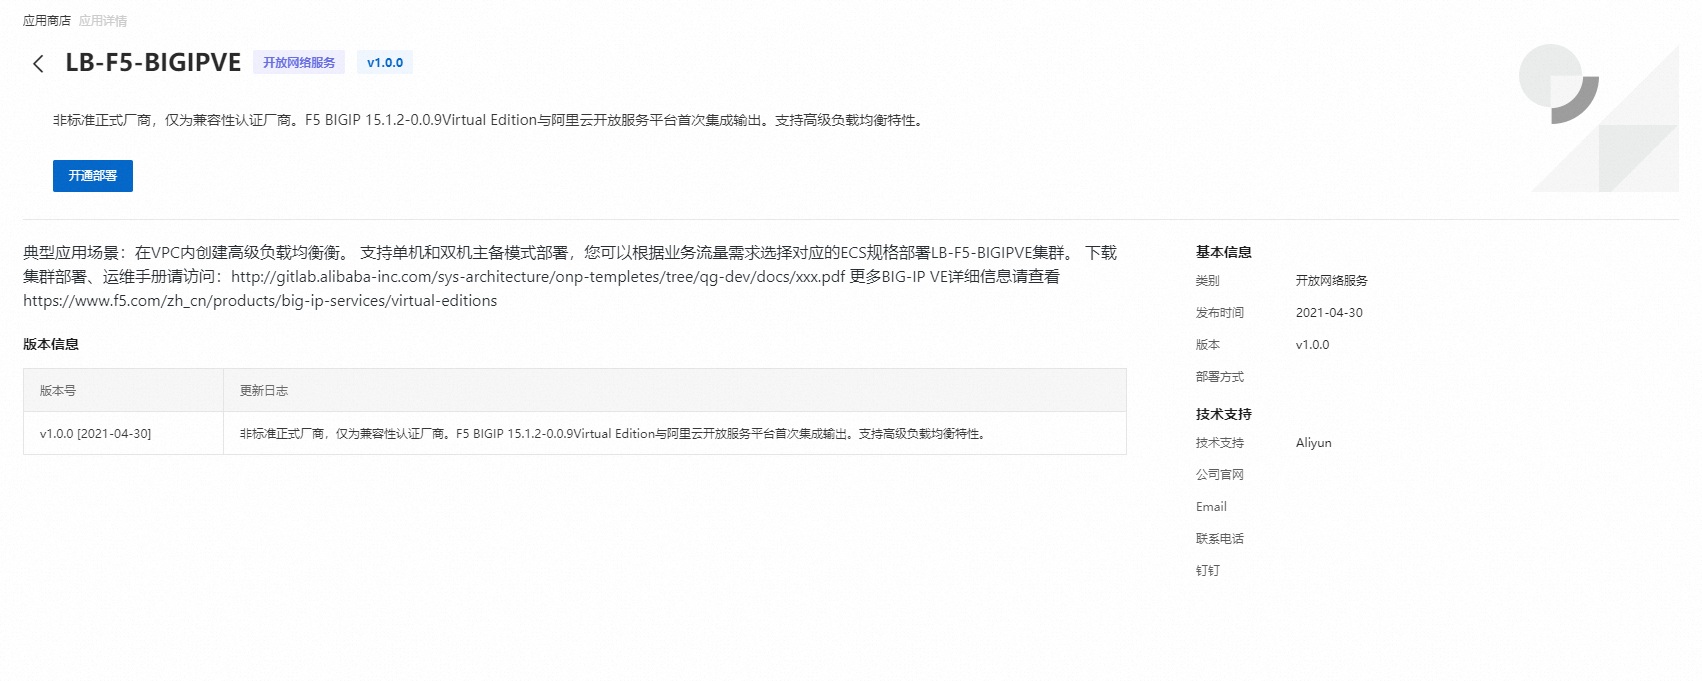 应用商店 应用详情
LB-F5-BIGIPVE 开放网络服务 v1.0.0
非标准正式厂商，仅为兼容性认证厂商。F5 BIGIP 15.1.2-0.0.9Virtual Edition与阿里云开放服务平台首次集成输出。支持高级负载均衡特性。
开通部署
典型应用场景：在VPC内创建高级负载均衡衡。 支持单机和双机主备模式部署，您可以根据业务流量需求选择对应的ECS规格部署LB-F5-BIGIPVE集群。 下载
集群部署、运维手册请访问：http://gitlab.alibaba-inc.com/sys-architecture/onp-templetes/tree/qg-dev/docs/xxx.pdf 更多BIG-IP VE详细信息请查看
https://www.f5.com/zh_cn/products/big-ip-services/virtual-editions
版本信息
版本号 更新日志
v1.0.0 [2021-04-30] 非标准正式厂商，仅为兼容性认证厂商。F5 BIGIP 15.1.2-0.0.9Virtual Edition与阿里云开放服务平台首次集成输出。支持高级负载均衡特性。
基本信息
类别 开放网络服务
发布时间 2021-04-30
版本 v1.0.0
部署方式
技术支持
技术支持 Aliyun
公司官网
Email
联系电话
钉钉